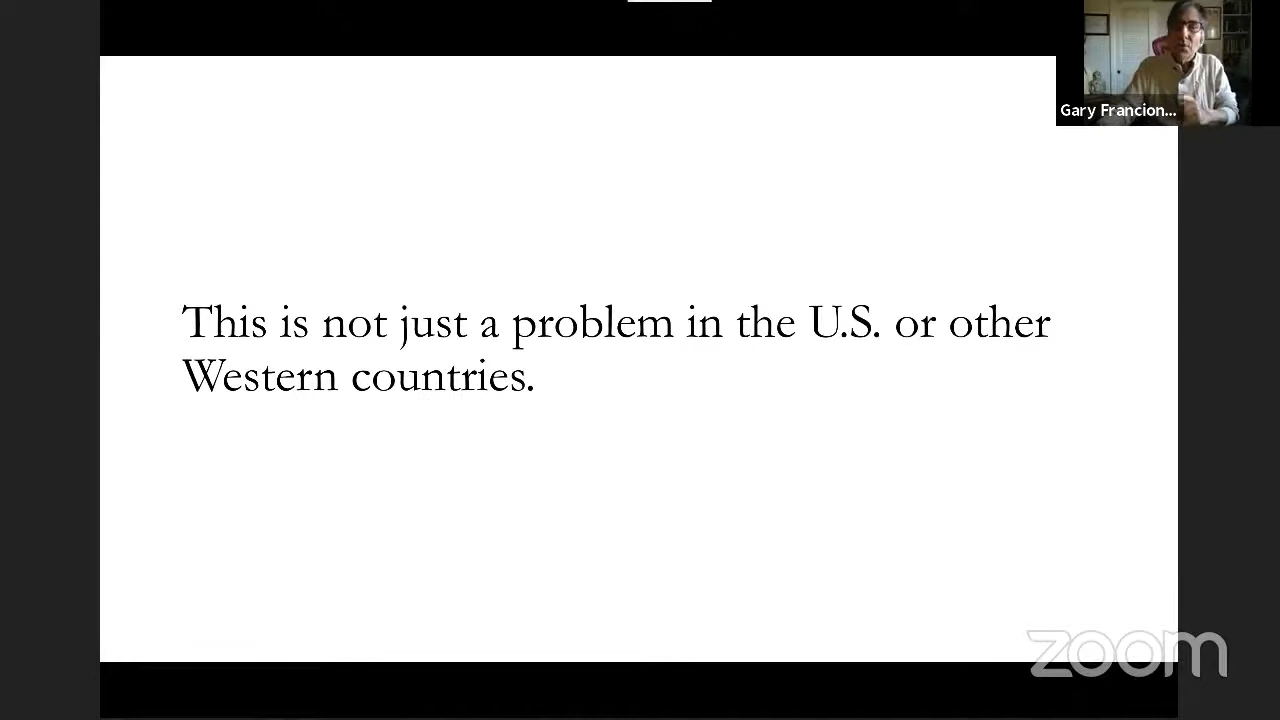 Gary Francion...
This is not just a problem in the U.S. or other
Western countries.
zoom